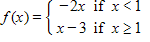 f(x) = { −2x if x < 1
x − 3 if x ≥ 1